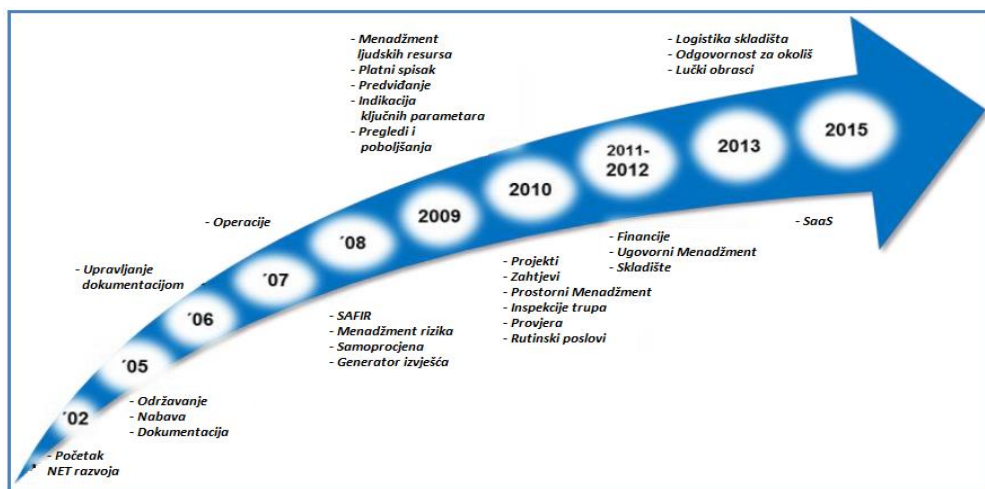 - Menadžment
ljudskih resursa
- Platni spisak
- Predviđanje
- Indikacija
ključnih parametara
- Pregledi i
poboljšanja
- Logistika skladišta
- Odgovornost za okoliš
- Lučki obrasci
2015
2013
2011-
2012
2010
2009
´08
´07
´06
´05
´02
- Operacije
- Upravljanje
dokumentacijom
- SaaS
- Financije
- Ugovorni Menadžment
- Skladište
- Projekti
- Zahtjevi
- Prostorni Menadžment
- Inspekcije trupa
- Provjera
- Rutinski poslovi
- SAFIR
- Menadžment rizika
- Samoprocjena
- Generator izvješća
- Održavanje
- Nabava
- Dokumentacija
- Početak
NET razvoja